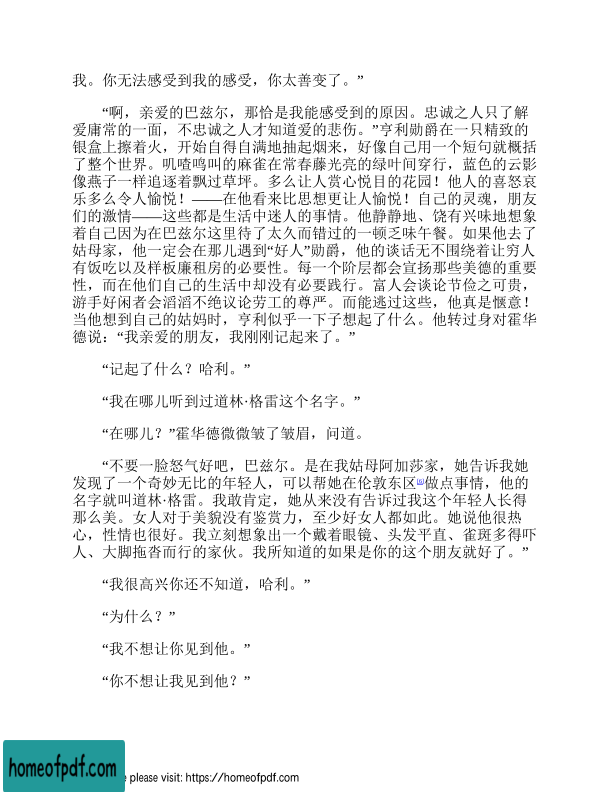 我。你无法感受到我的感受，你太善变了。”
“啊，亲爱的巴兹尔，那恰是我能感受到的原因。忠诚之人只了解
爱庸常的一面，不忠诚之人才知道爱的悲伤。”亨利勋爵在一只精致的
银盒上擦着火，开始自得自满地抽起烟来，好像自己用一个短句就概括
了整个世界。叽喳鸣叫的麻雀在常春藤光亮的绿叶间穿行，蓝色的云影
像燕子一样追逐着飘过草坪。多么让人赏心悦目的花园！他人的喜怒哀
乐多么令人愉悦！——在他看来比思想更让人愉悦！自己的灵魂，朋友
们的激情——这些都是生活中迷人的事情。他静静地、饶有兴味地想象
着自己因为在巴兹尔这里待了太久而错过的一顿乏味午餐。如果他去了
姑母家，他一定会在那儿遇到“好人”勋爵，他的谈话无不围绕着让穷人
有饭吃以及样板廉租房的必要性。每一个阶层都会宣扬那些美德的重要
性，而在他们自己的生活中却没有必要践行。富人会谈论节俭之可贵，
游手好闲者会滔滔不绝议论劳工的尊严。而能逃过这些，他真是惬意！
当他想到自己的姑妈时，亨利似乎一下子想起了什么。他转过身对霍华
德说：“我亲爱的朋友，我刚刚记起来了。”
“记起了什么？哈利。”
“我在哪儿听到过道林·格雷这个名字。”
“在哪儿？”霍华德微微皱了皱眉，问道。
“不要一脸怒气好吧，巴兹尔。是在我姑母阿加莎家，她告诉我她
发现了一个奇妙无比的年轻人，可以帮她在伦敦东区做点事情，他的
名字就叫道林·格雷。我敢肯定，她从来没有告诉过我这个年轻人长得
那么美。女人对于美貌没有鉴赏力，至少好女人都如此。她说他很热
心，性情也很好。我立刻想象出一个戴着眼镜、头发平直、雀斑多得吓
人、大脚拖沓而行的家伙。我所知道的如果是你的这个朋友就好了。”
“我很高兴你还不知道，哈利。”
“为什么？”
“我不想让你见到他。”
“你不想让我见到他？”
homeofpdf.com
e please visit: https://homeofpdf.com